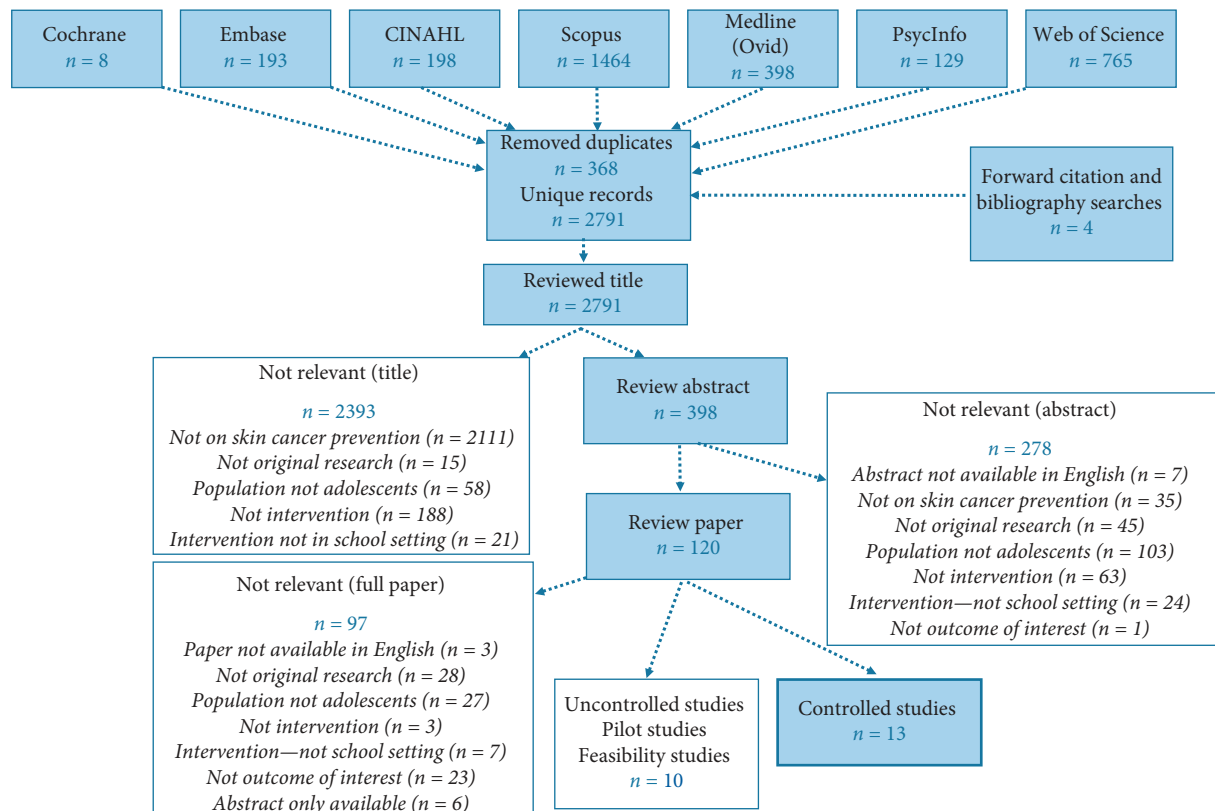 Cochrane
n = 8
Embase
n = 193
CINAHL
n = 198
Scopus
n = 1464
Medline
(Ovid)
n = 398
PsycInfo
n = 129
Web of Science
n = 765
Removed duplicates
n = 368
Unique records
n = 2791
Forward citation and
bibliography searches
n = 4
Reviewed title
n = 2791
Not relevant (title)
n = 2393
Not on skin cancer prevention (n = 2111)
Not original research (n = 15)
Population not adolescents (n = 58)
Not intervention (n = 188)
Intervention not in school setting (n = 21)
Review abstract
n = 398
Not relevant (abstract)
n = 278
Abstract not available in English (n = 7)
Not on skin cancer prevention (n = 35)
Not original research (n = 45)
Population not adolescents (n = 103)
Not intervention (n = 63)
Intervention—not school setting (n = 24)
Not outcome of interest (n = 1)
Review paper
n = 120
Not relevant (full paper)
n = 97
Paper not available in English (n = 3)
Not original research (n = 28)
Population not adolescents (n = 27)
Not intervention (n = 3)
Intervention—not school setting (n = 7)
Not outcome of interest (n = 23)
Abstract only available (n = 6)
Uncontrolled studies
Pilot studies
Feasibility studies
n = 10
Controlled studies
n = 13